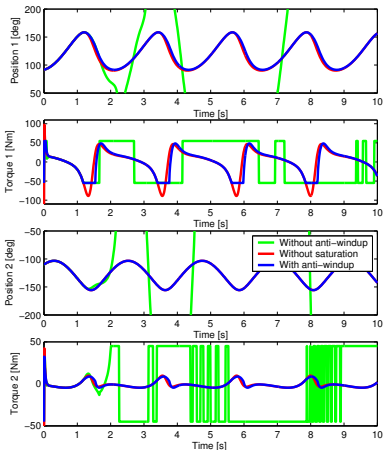 Position 1 [deg]
200
150
100
50
0 1 2 3 4 5 6 7 8 9 10
Time [s]
Torque 1 [Nm]
100
50
0
−50
−100
0 1 2 3 4 5 6 7 8 9 10
Time [s]
Position 2 [deg]
−50
−100
−150
−200
Without anti−windup
Without saturation
With anti−windup
0 1 2 3 4 5 6 7 8 9 10
Time [s]
Torque 2 [Nm]
50
0
−50
0 1 2 3 4 5 6 7 8 9 10
Time [s]